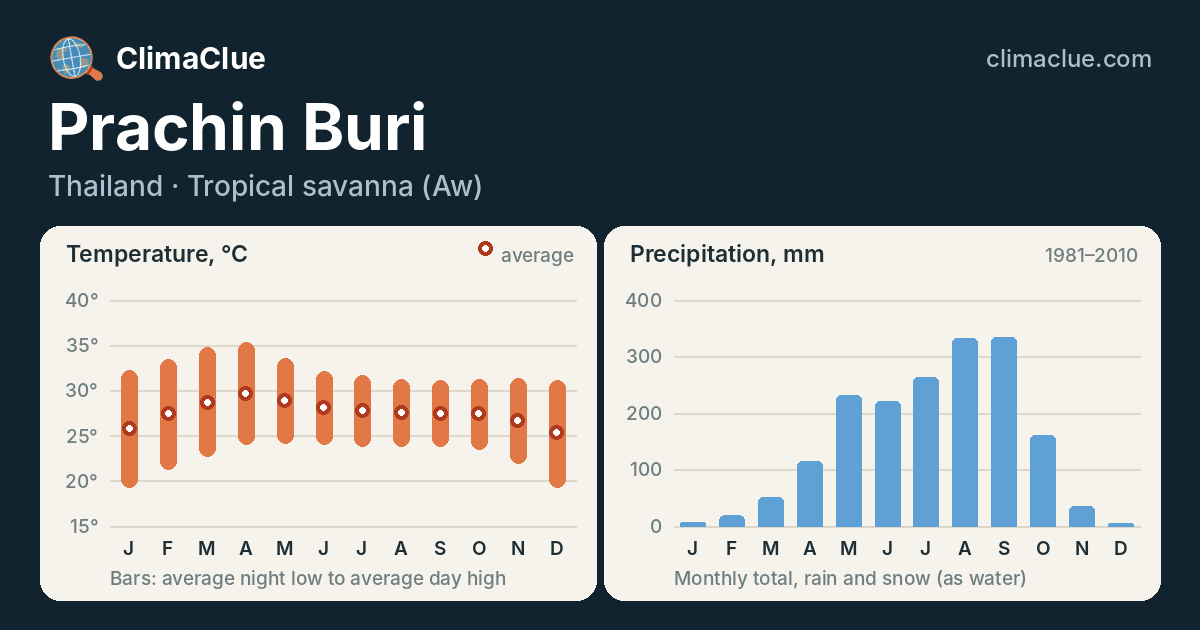 ClimaClue
climaclue.com
Prachin Buri
Thailand · Tropical savanna (Aw)
Temperature, °C
average
40°
35°
30°
25°
20°
15°
J F M A M J J A S O N D
Bars: average night low to average day high
Precipitation, mm
1981–2010
400
300
200
100
0
J F M A M J J A S O N D
Monthly total, rain and snow (as water)